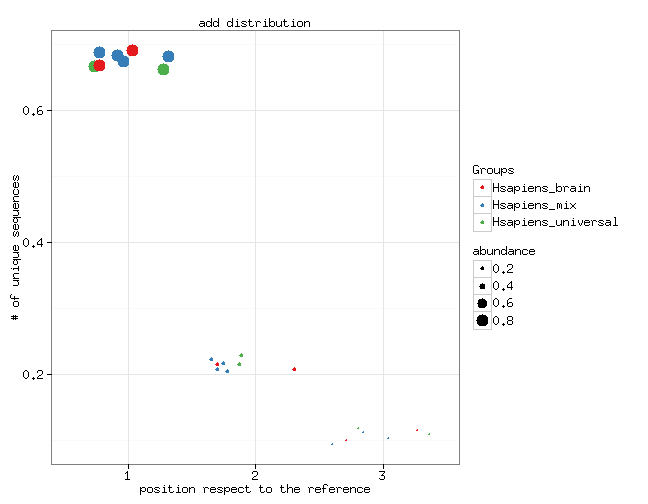 add distribution
# of unique sequences
0.6
0.4
0.2
1 2 3
position respect to the reference
Groups
Hsapiens_brain
Hsapiens_mix
Hsapiens_universal
abundance
0.2
0.4
0.6
0.8